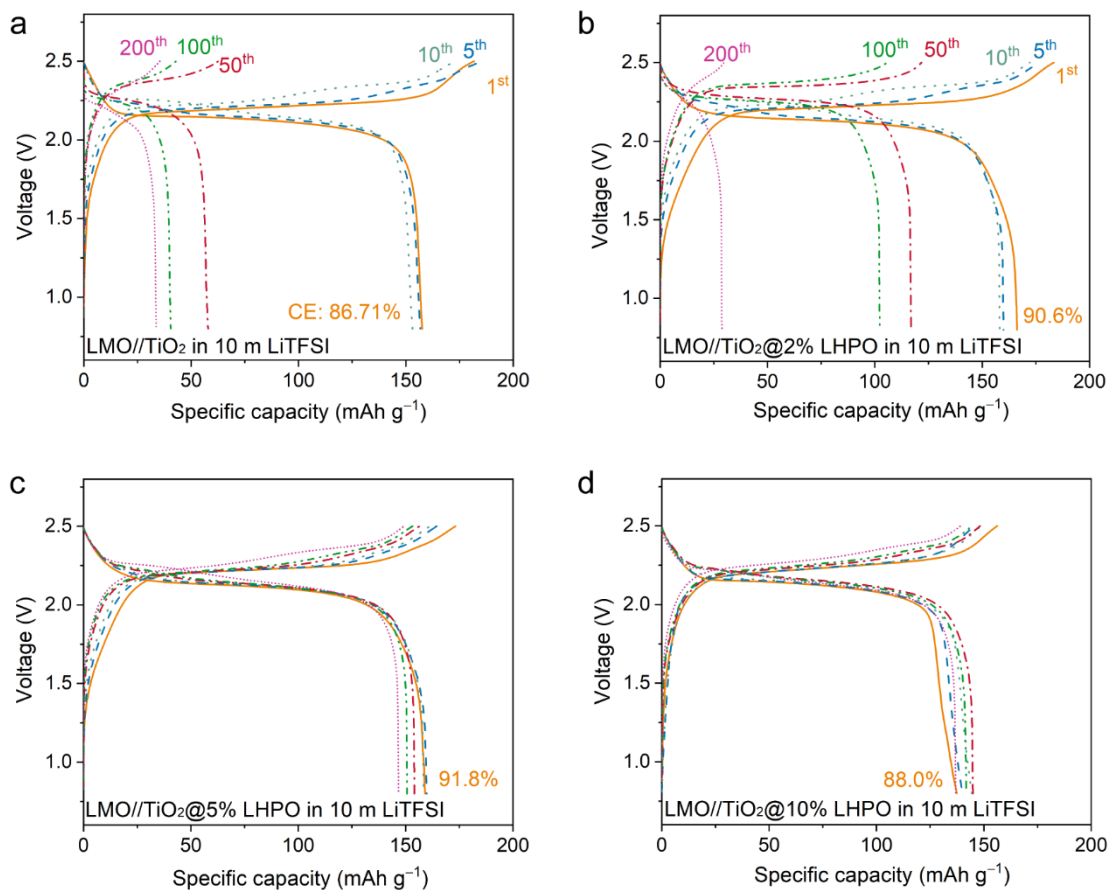 a
200ᵗʰ
100ᵗʰ
50ᵗʰ
10ᵗʰ
5ᵗʰ
1ˢᵗ
2.5
2.0
1.5
1.0
Voltage (V)
CE: 86.71%
LMO//TiO₂ in 10 m LiTFSI
0 50 100 150 200
Specific capacity (mAh g⁻¹)
b
200ᵗʰ
100ᵗʰ
50ᵗʰ
10ᵗʰ
5ᵗʰ
1ˢᵗ
2.5
2.0
1.5
1.0
Voltage (V)
90.6%
LMO//TiO₂@2% LHPO in 10 m LiTFSI
0 50 100 150 200
Specific capacity (mAh g⁻¹)
c
2.5
2.0
1.5
1.0
Voltage (V)
91.8%
LMO//TiO₂@5% LHPO in 10 m LiTFSI
0 50 100 150 200
Specific capacity (mAh g⁻¹)
d
2.5
2.0
1.5
1.0
Voltage (V)
88.0%
LMO//TiO₂@10% LHPO in 10 m LiTFSI
0 50 100 150 200
Specific capacity (mAh g⁻¹)